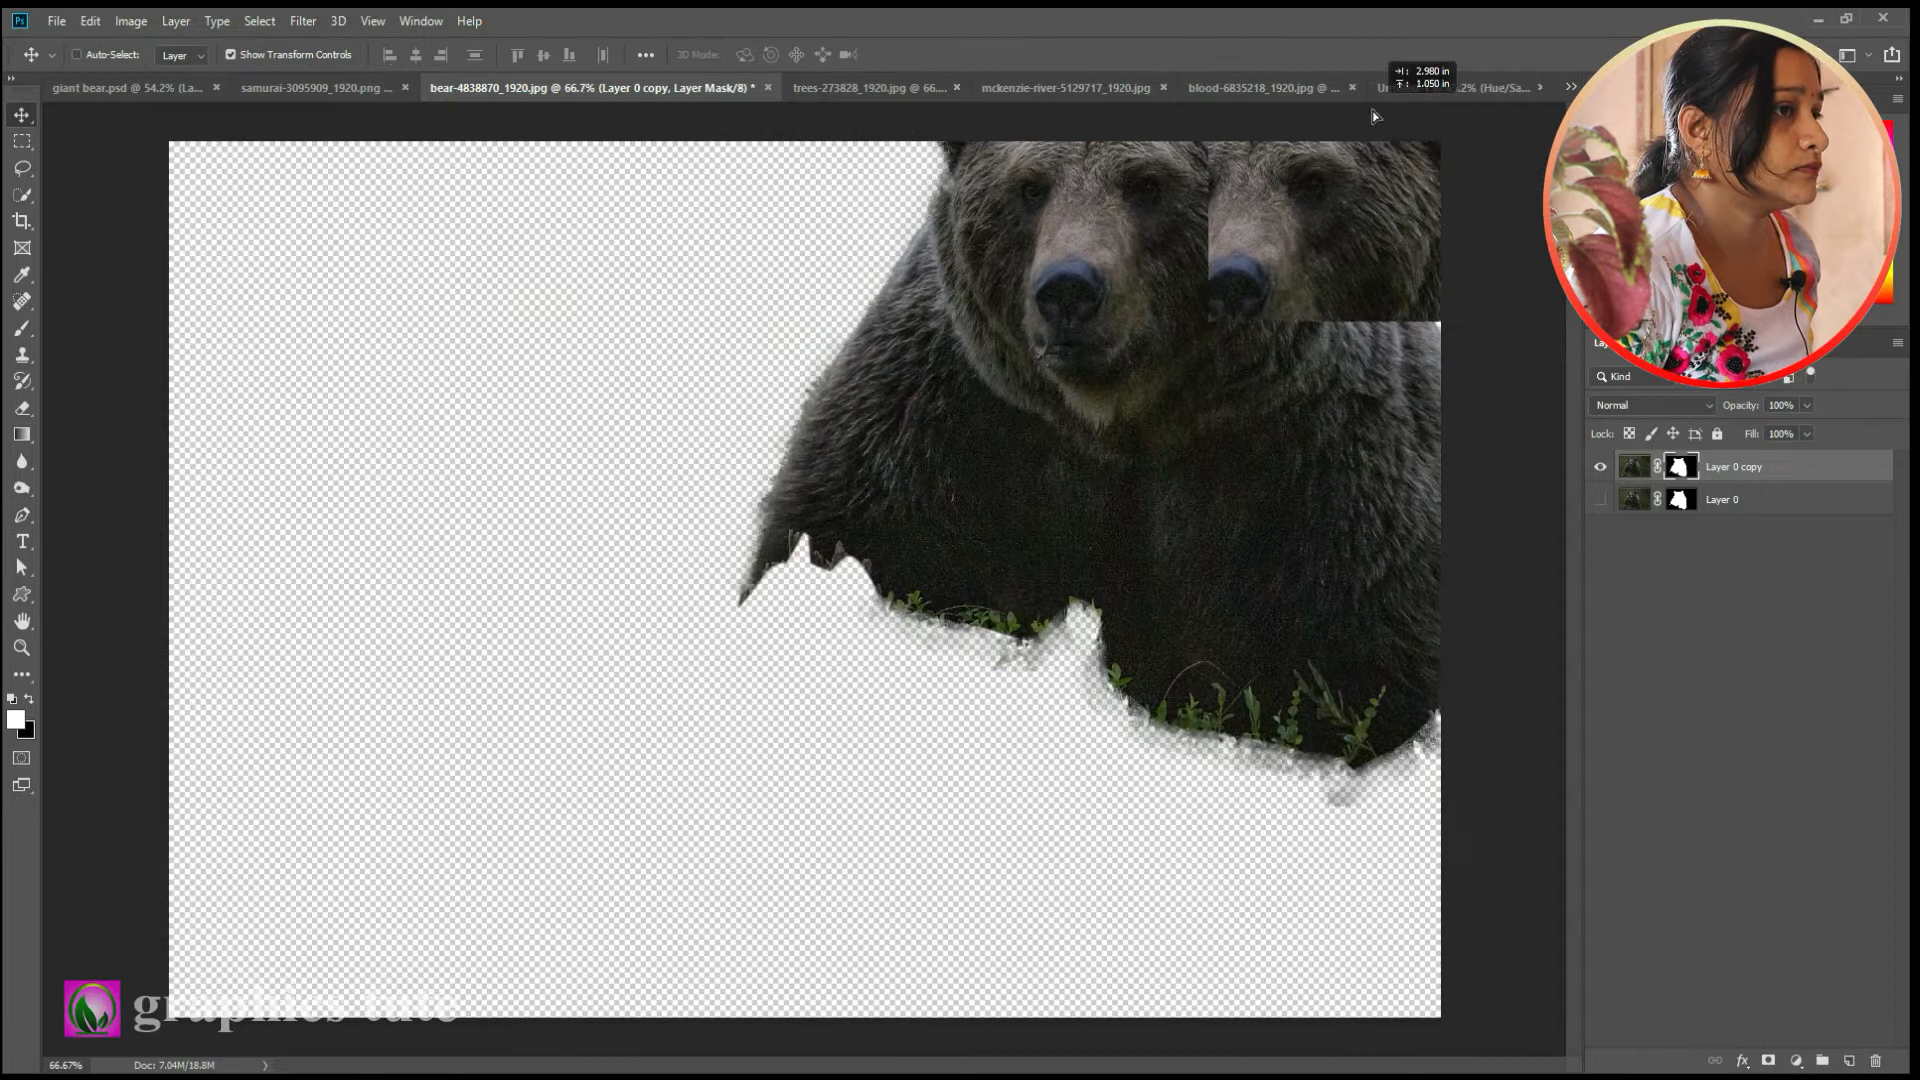 Ps File Edit Image Layer Type Select Filter 3D View Window Help
Auto-Select: Layer Show Transform Controls 3D Mode:
giant bear.psd @ 54.2% (La... × samurai-3095909_1920.png ... × bear-4838870_1920.jpg @ 66.7% (Layer 0 copy, Layer Mask/8) * × trees-273828_1920.jpg @ 66.... × mckenzie-river-5129717_1920.jpg × blood-6835218_1920.jpg @ ... ×
2.980 in
1.050 in
Kind
Normal Opacity: 100%
Lock: Fill: 100%
Layer 0 copy
Layer 0
graphics tute
66.67% Doc: 7.04M/18.8M